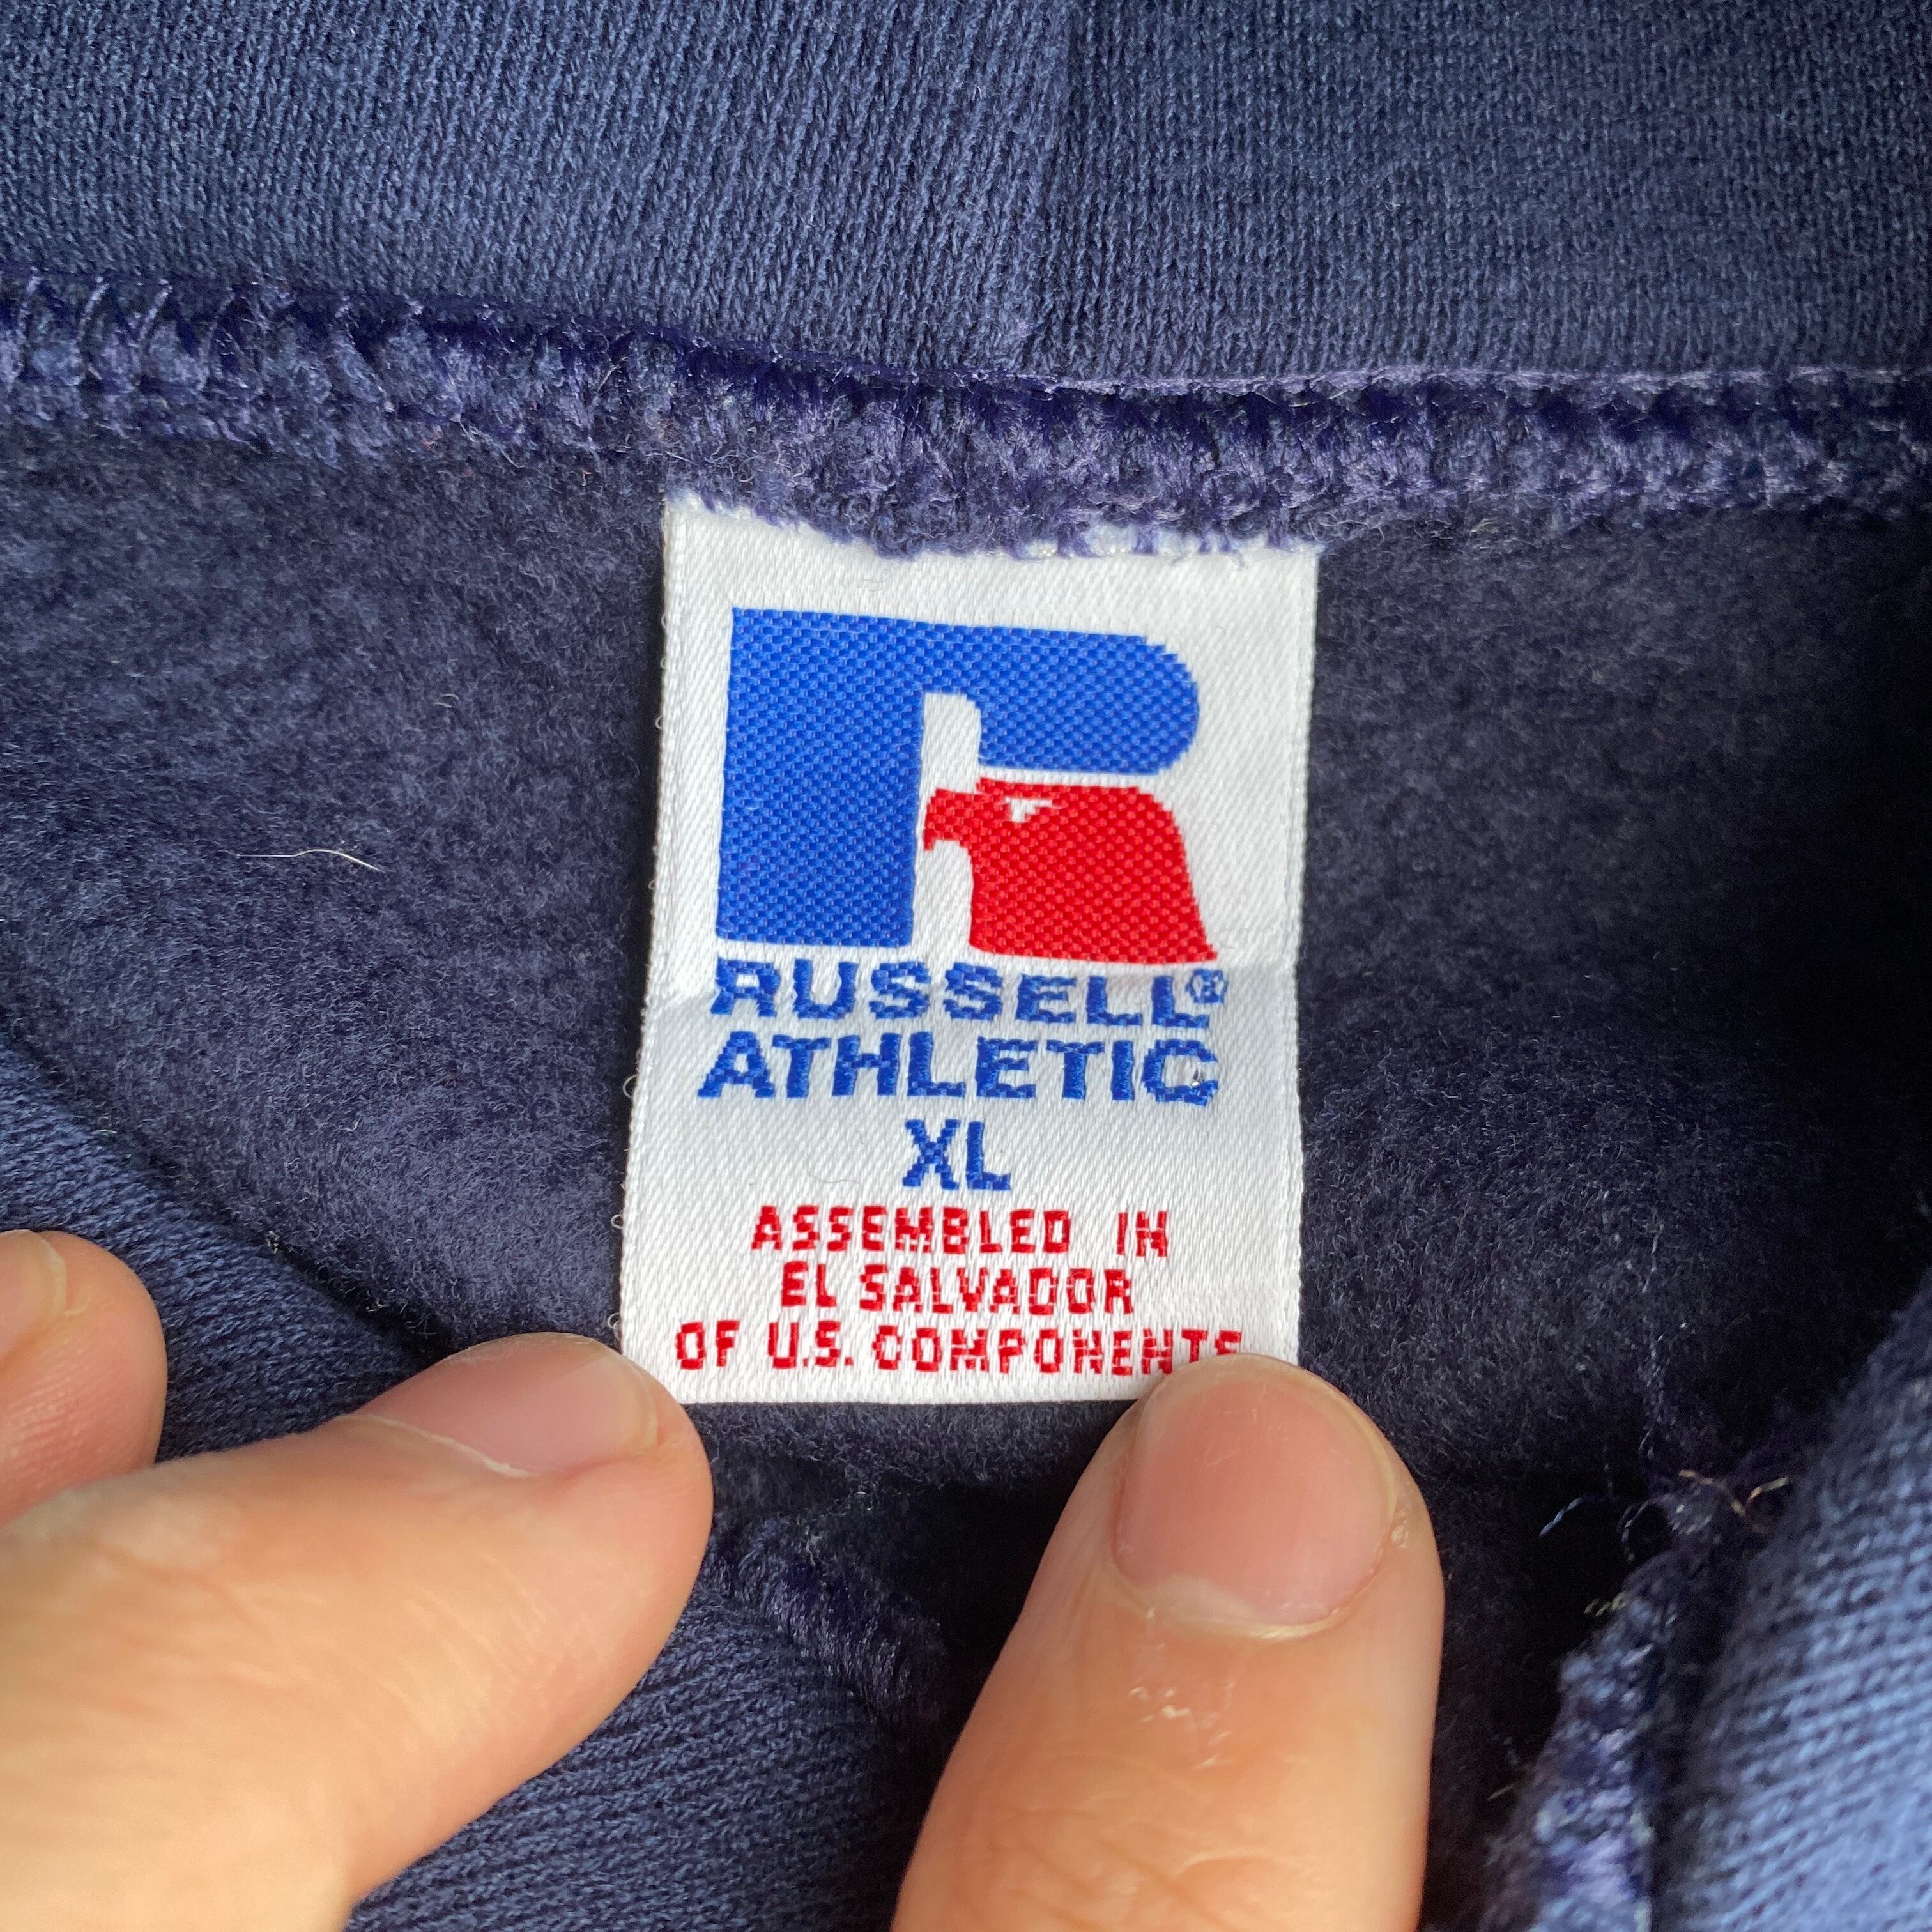 RUSSELL®
ATHLETIC
XL
ASSEMBLED IN
EL SALVADOR
OF U.S. COMPONENTS